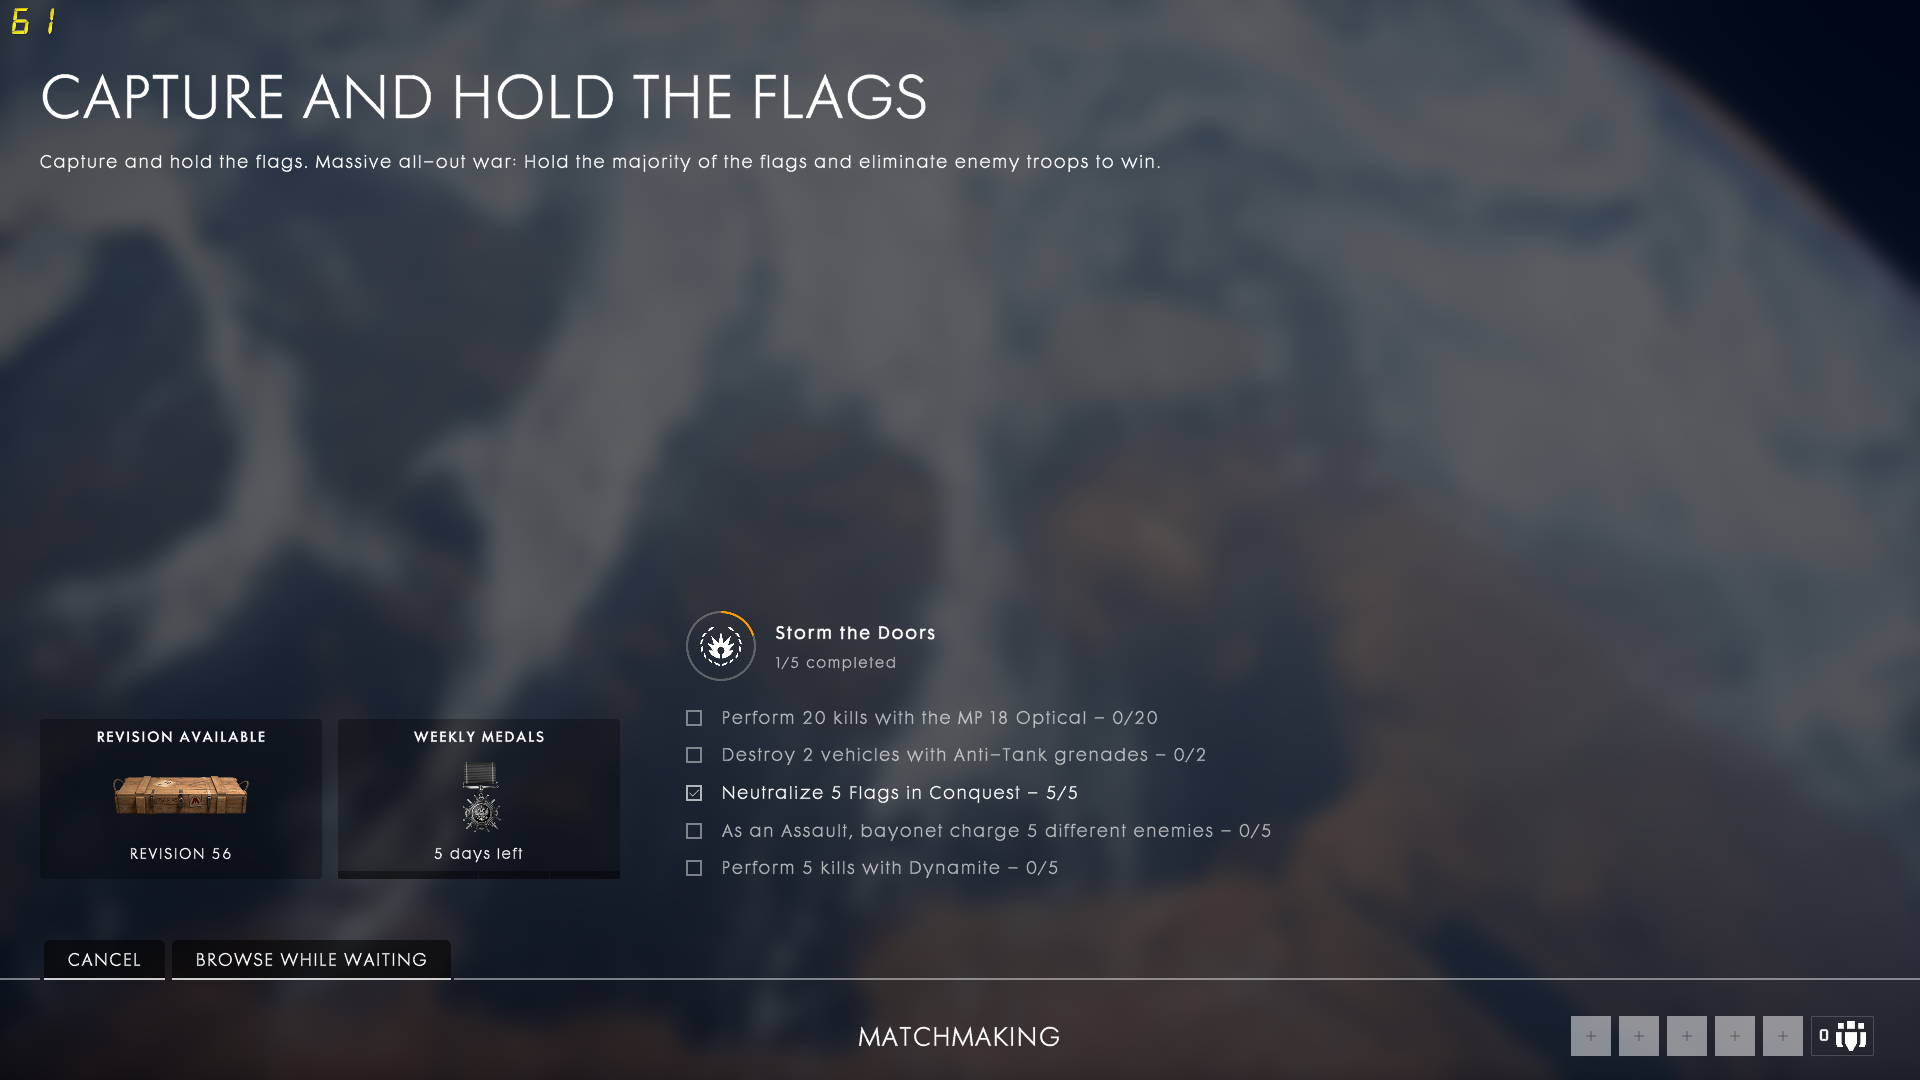 61
CAPTURE AND HOLD THE FLAGS
Capture and hold the flags. Massive all-out war: Hold the majority of the flags and eliminate enemy troops to win.
Storm the Doors
1/5 completed
Perform 20 kills with the MP 18 Optical - 0/20
Destroy 2 vehicles with Anti-Tank grenades - 0/2
Neutralize 5 Flags in Conquest - 5/5
As an Assault, bayonet charge 5 different enemies - 0/5
Perform 5 kills with Dynamite - 0/5
REVISION AVAILABLE
REVISION 56
WEEKLY MEDALS
5 days left
CANCEL
BROWSE WHILE WAITING
MATCHMAKING
+ + + + +
0